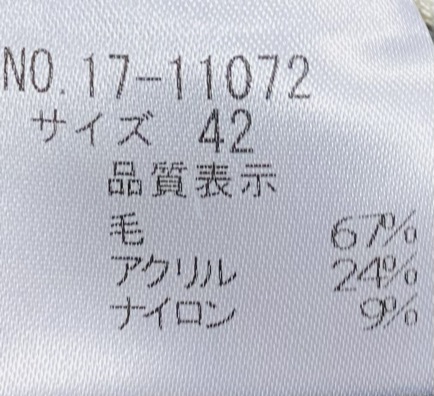 NO.17-11072
サイズ 42
品質表示
毛 67%
アクリル 24%
ナイロン 9%